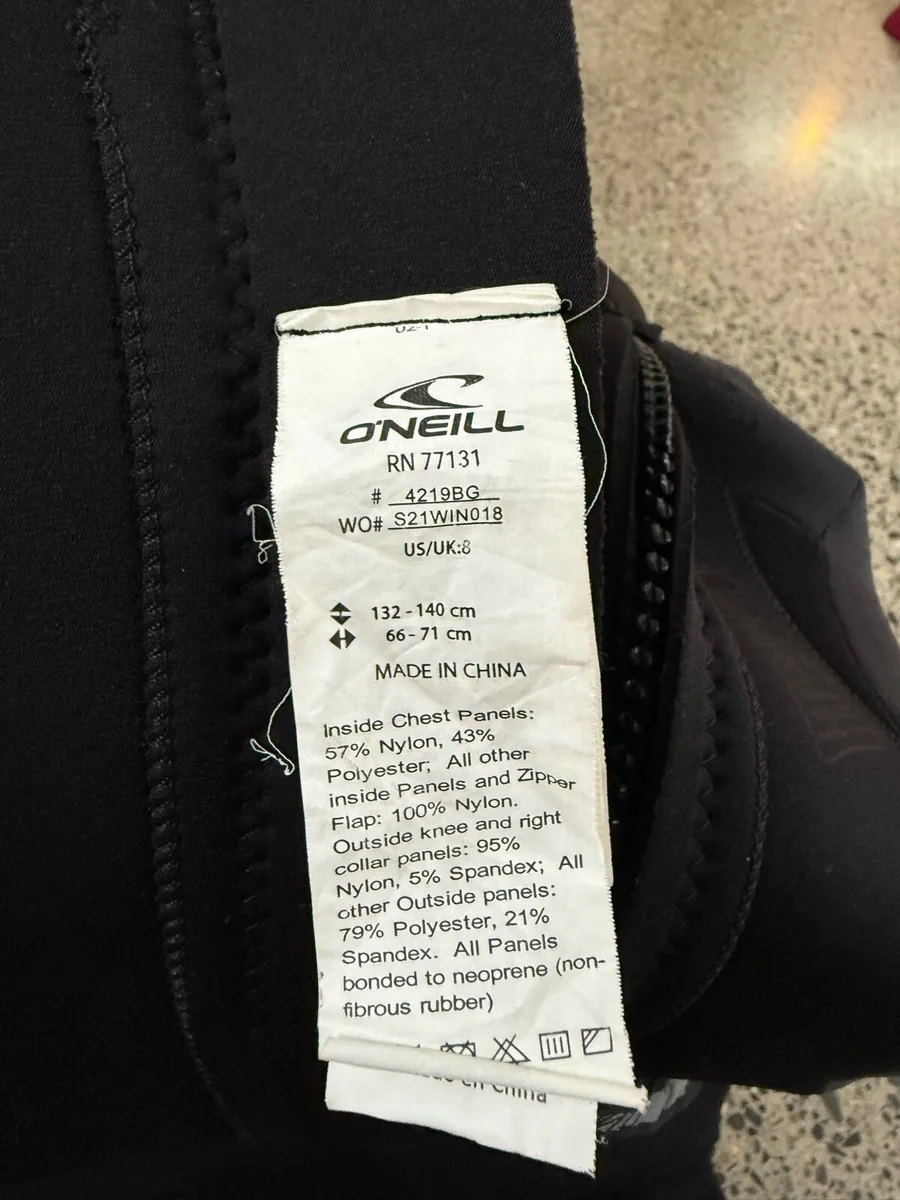 O'NEILL
RN 77131
# 4219BG
WO# S21WIN018
US/UK:8
132 - 140 cm
66 - 71 cm
MADE IN CHINA
Inside Chest Panels:
57% Nylon, 43%
Polyester; All other
inside Panels and Zipper
Flap: 100% Nylon.
Outside knee and right
collar panels: 95%
Nylon, 5% Spandex; All
other Outside panels:
79% Polyester, 21%
Spandex. All Panels
bonded to neoprene (non-
fibrous rubber)
en China